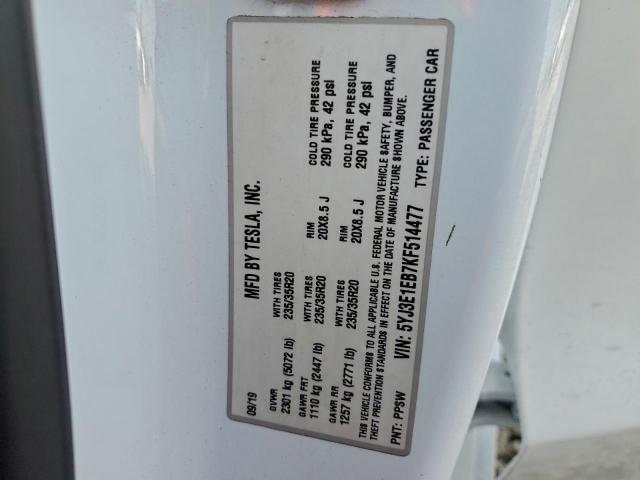 09/19 MFD BY TESLA, INC.
GVWR WITH TIRES RIM COLD TIRE PRESSURE
2301 kg (5072 lb) 235/35R20 20X8.5 J 290 kPa, 42 psi
GAWR FRT WITH TIRES RIM COLD TIRE PRESSURE
1110 kg (2447 lb) 235/35R20 20X8.5 J 290 kPa, 42 psi
GAWR RR
1257 kg (2771 lb) 235/35R20
THIS VEHICLE CONFORMS TO ALL APPLICABLE U.S. FEDERAL MOTOR VEHICLE SAFETY, BUMPER, AND
THEFT PREVENTION STANDARDS IN EFFECT ON THE DATE OF MANUFACTURE SHOWN ABOVE.
PNT: PPSW VIN: 5YJ3E1EB7KF514477 TYPE: PASSENGER CAR